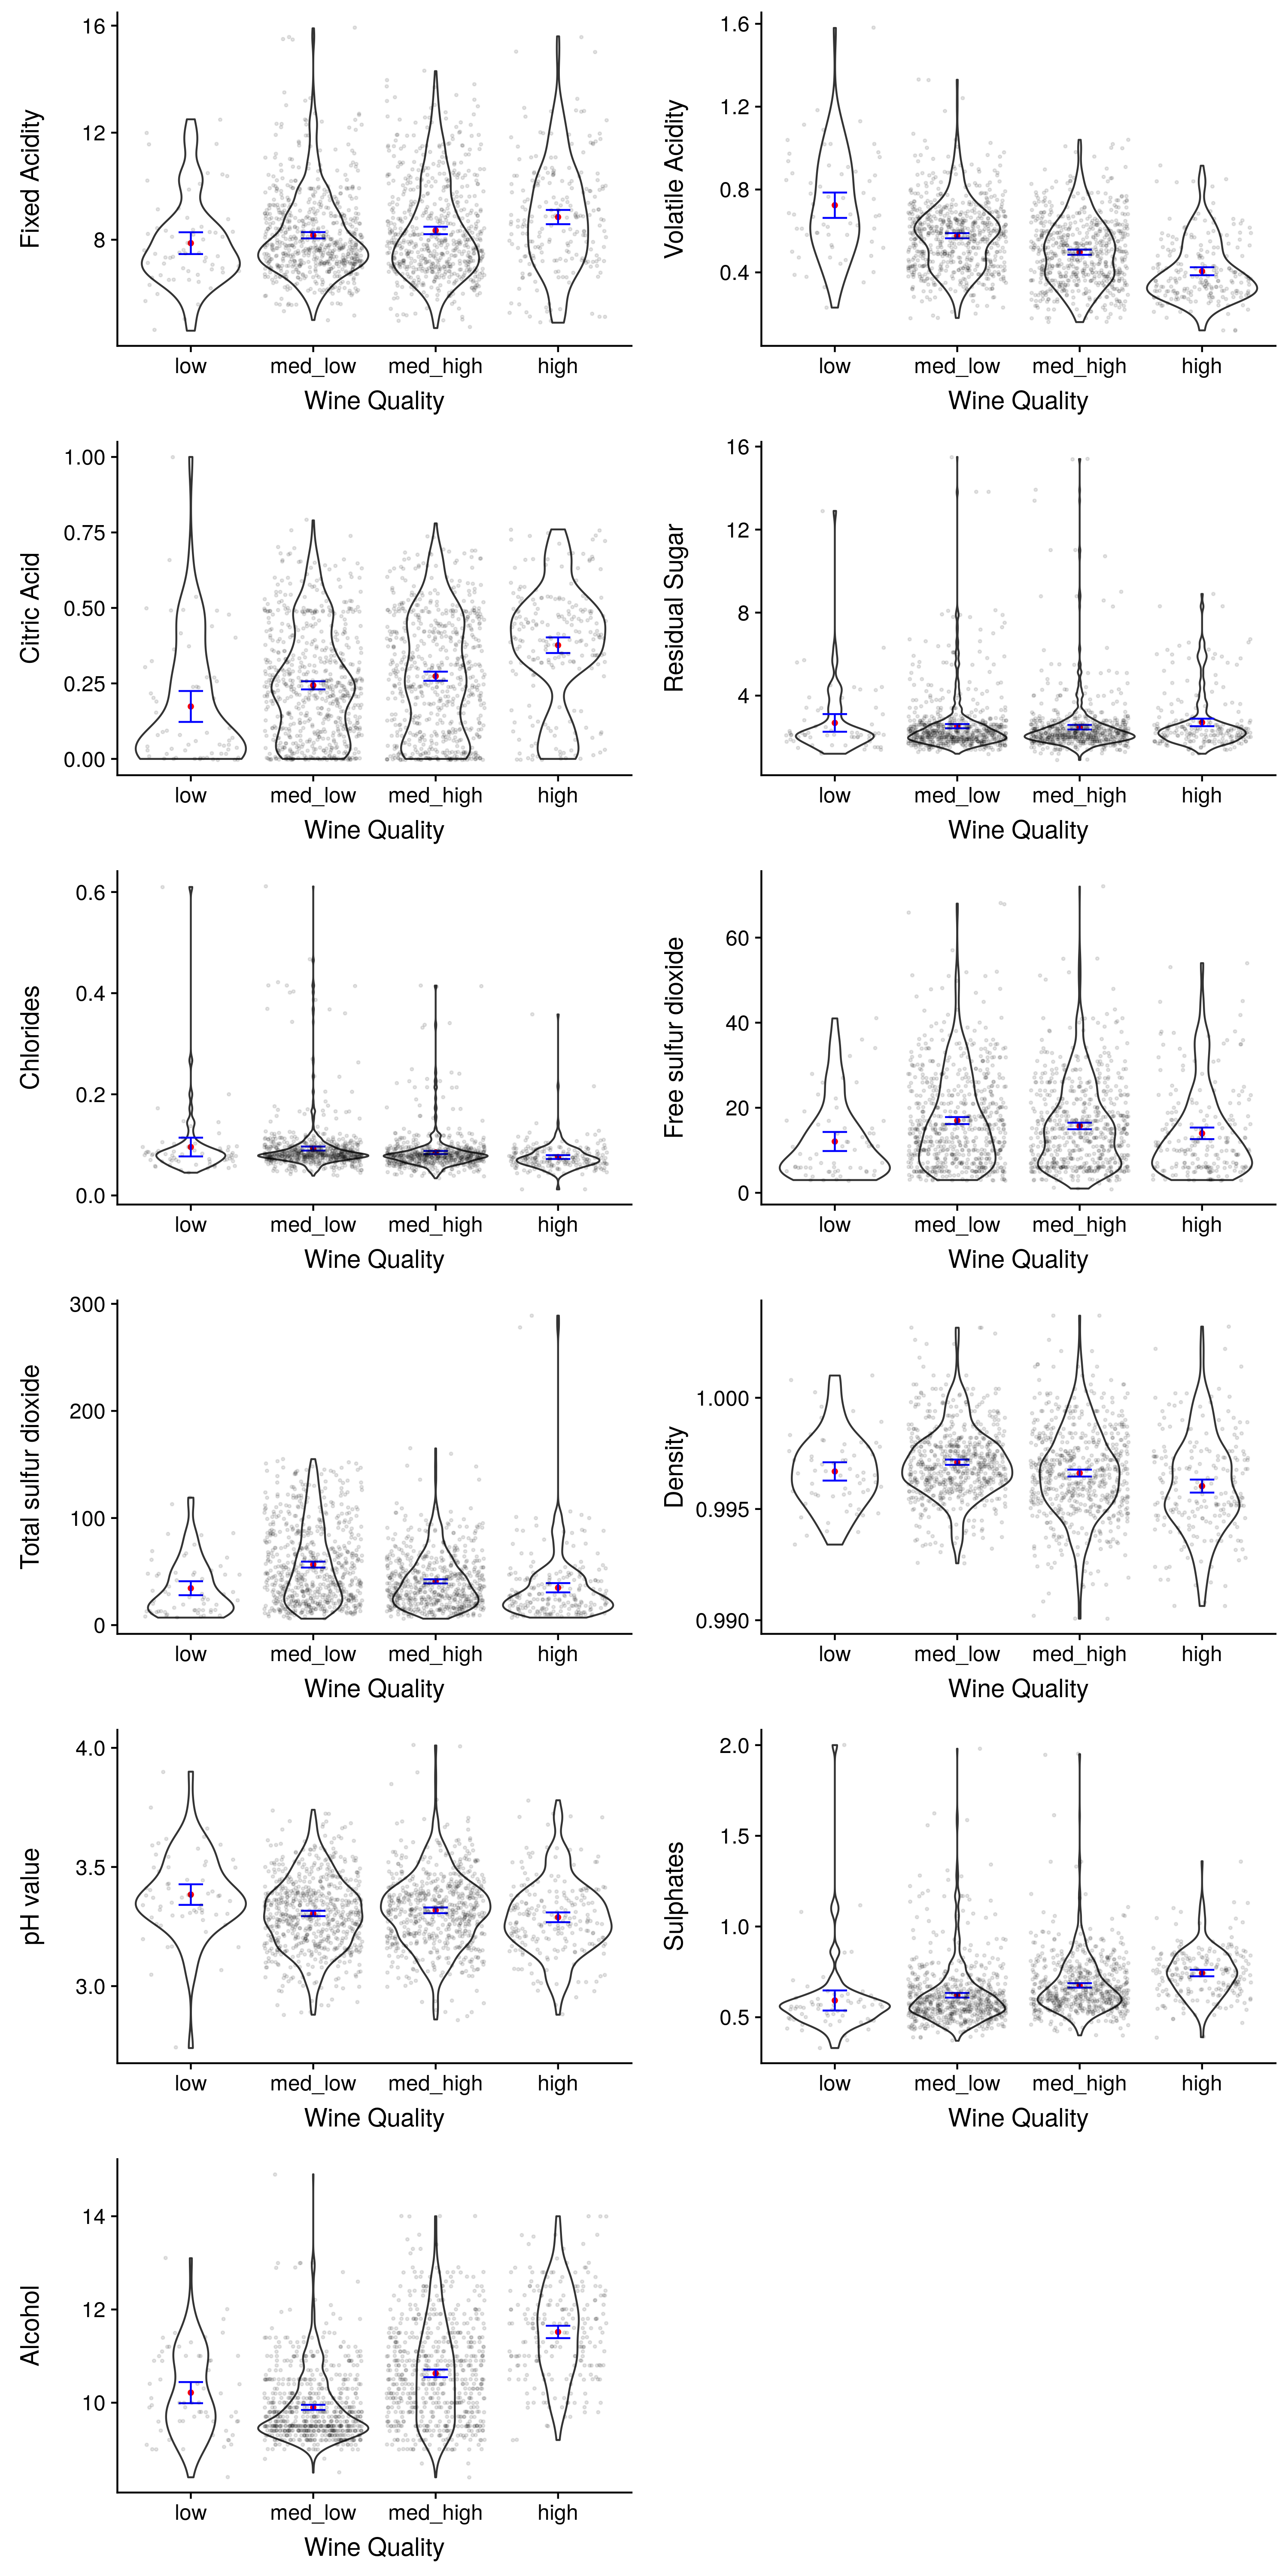 Fixed Acidity
16
12
8
low med_low med_high high
Wine Quality
Volatile Acidity
1.6
1.2
0.8
0.4
low med_low med_high high
Wine Quality
Citric Acid
1.00
0.75
0.50
0.25
0.00
low med_low med_high high
Wine Quality
Residual Sugar
16
12
8
4
low med_low med_high high
Wine Quality
Chlorides
0.6
0.4
0.2
0.0
low med_low med_high high
Wine Quality
Free sulfur dioxide
60
40
20
0
low med_low med_high high
Wine Quality
Total sulfur dioxide
300
200
100
0
low med_low med_high high
Wine Quality
Density
1.000
0.995
0.990
low med_low med_high high
Wine Quality
pH value
4.0
3.5
3.0
low med_low med_high high
Wine Quality
Sulphates
2.0
1.5
1.0
0.5
low med_low med_high high
Wine Quality
Alcohol
14
12
10
low med_low med_high high
Wine Quality